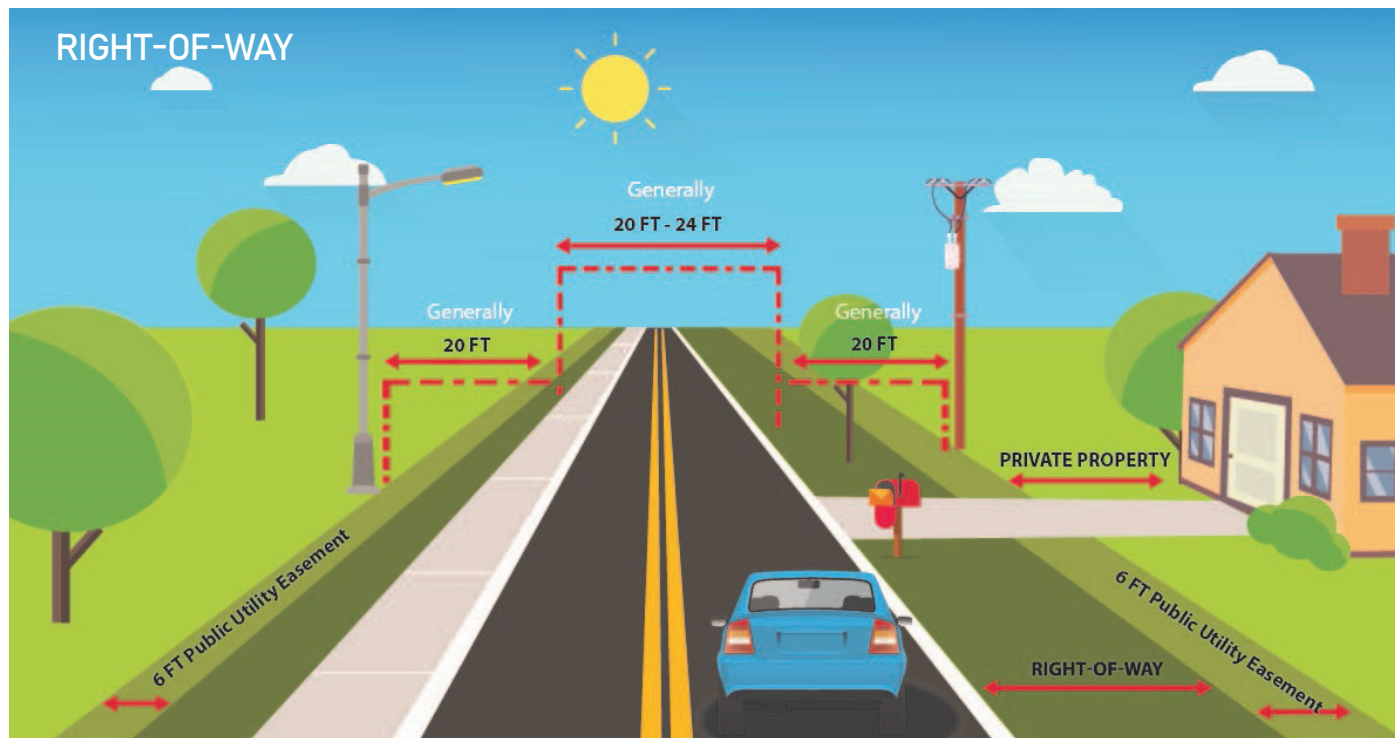 RIGHT-OF-WAY
Generally
20 FT - 24 FT
Generally
20 FT
Generally
20 FT
PRIVATE PROPERTY
6 FT Public Utility Easement
6 FT Public Utility Easement
RIGHT-OF-WAY